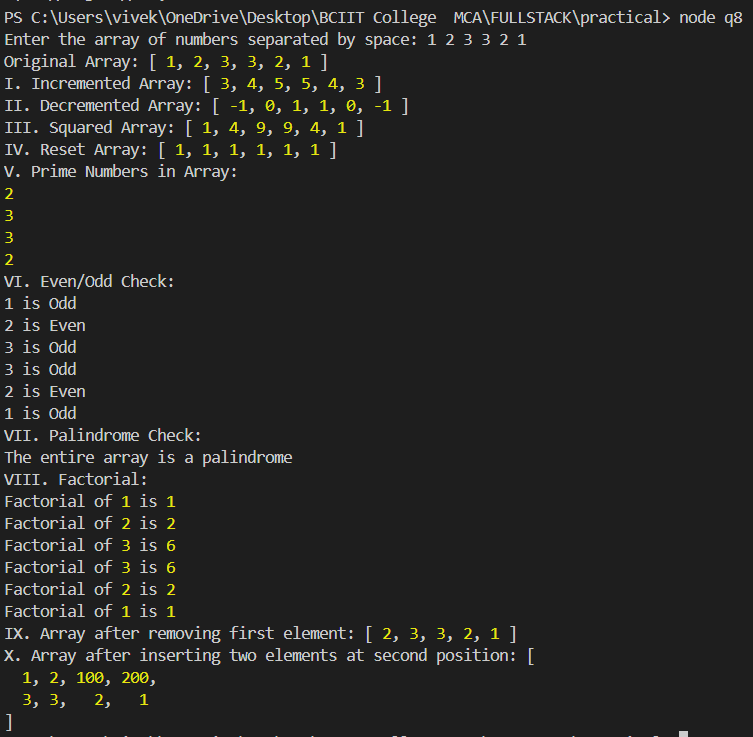 PS C:\Users\vivek\OneDrive\Desktop\BCIIT College  MCA\FULLSTACK\practical> node q8
Enter the array of numbers separated by space: 1 2 3 3 2 1
Original Array: [ 1, 2, 3, 3, 2, 1 ]
I. Incremented Array: [ 3, 4, 5, 5, 4, 3 ]
II. Decremented Array: [ -1, 0, 1, 1, 0, -1 ]
III. Squared Array: [ 1, 4, 9, 9, 4, 1 ]
IV. Reset Array: [ 1, 1, 1, 1, 1, 1 ]
V. Prime Numbers in Array:
2
3
3
2
VI. Even/Odd Check:
1 is Odd
2 is Even
3 is Odd
3 is Odd
2 is Even
1 is Odd
VII. Palindrome Check:
The entire array is a palindrome
VIII. Factorial:
Factorial of 1 is 1
Factorial of 2 is 2
Factorial of 3 is 6
Factorial of 3 is 6
Factorial of 2 is 2
Factorial of 1 is 1
IX. Array after removing first element: [ 2, 3, 3, 2, 1 ]
X. Array after inserting two elements at second position: [
  1, 2, 100, 200,
  3, 3,   2,   1
]